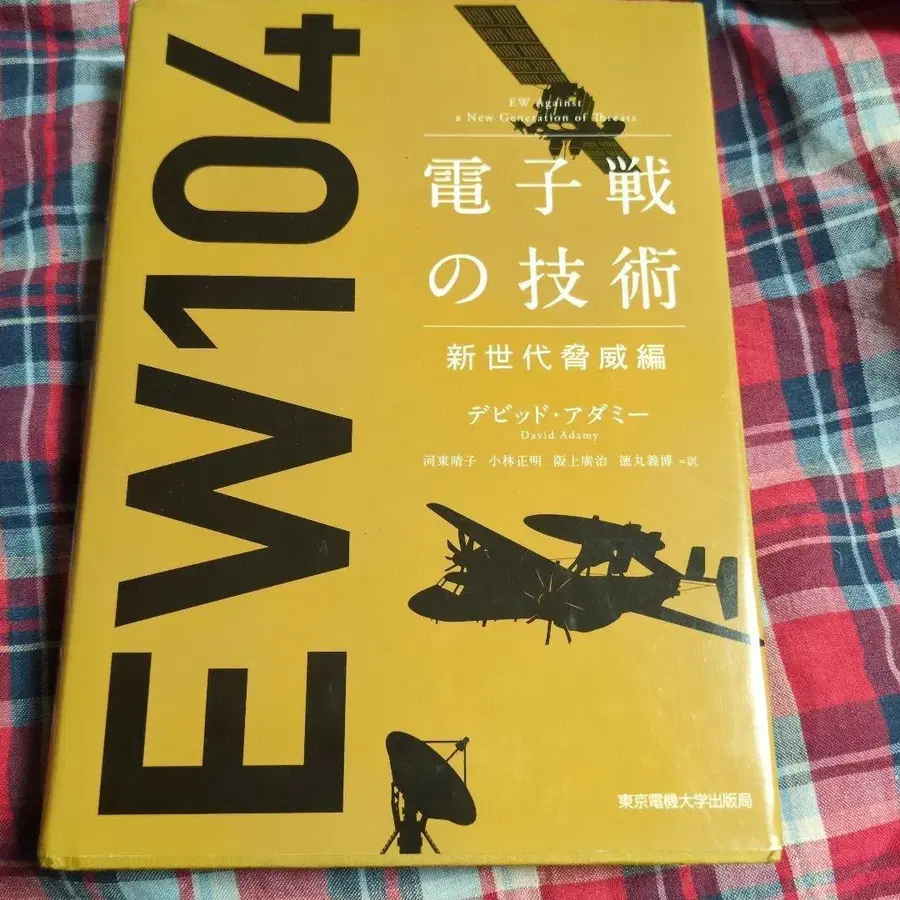 EW104
EW Against
a New Generation of Threats
電子戦
の技術
新世代脅威編
デビッド・アダミー
David Adamy
河東晴子 小林正明 阪上廣治 徳丸義博 =訳
東京電機大学出版局